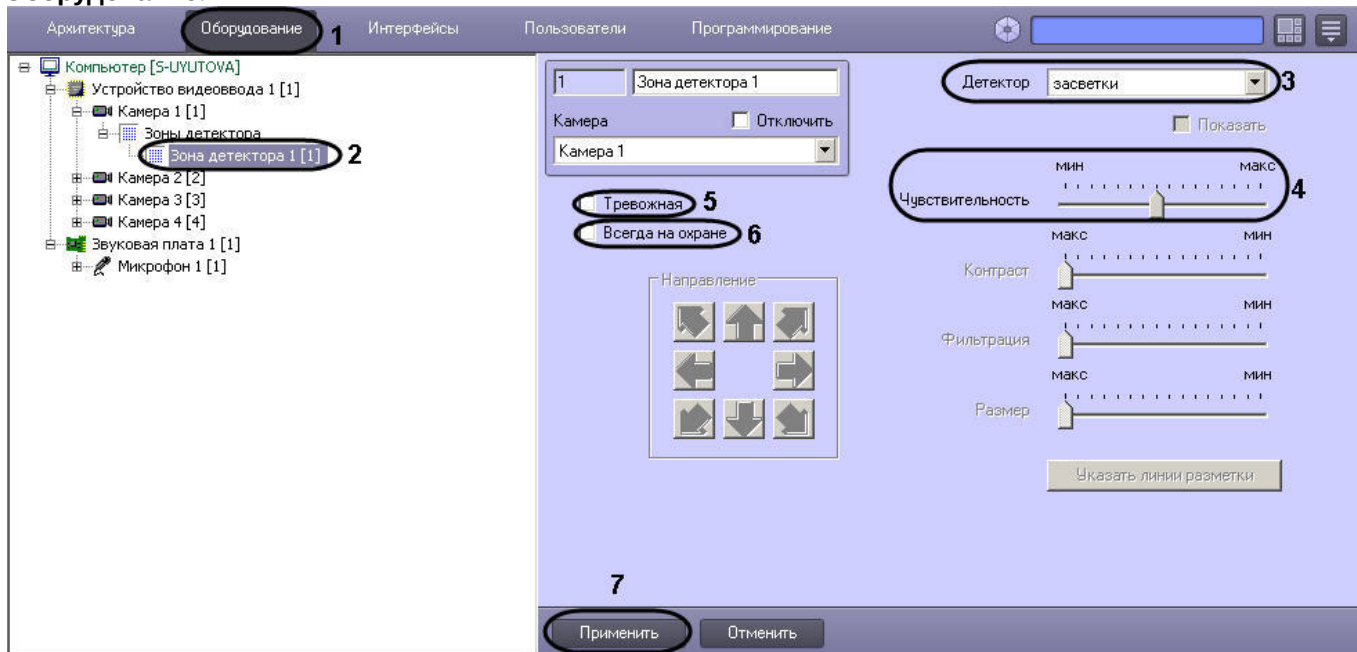 Архитектура Оборудование 1 Интерфейсы Пользователи Программирование
Компьютер [S-UYUTOVA]
Устройство видеоввода 1 [1]
Камера 1 [1]
Зоны детектора
Зона детектора 1 [1] 2
Камера 2 [2]
Камера 3 [3]
Камера 4 [4]
Звуковая плата 1 [1]
Микрофон 1 [1]
1 Зона детектора 1
Камера Отключить
Камера 1
Тревожная 5
Всегда на охране 6
Направление
Детектор засветки 3
Показать
мин макс
Чувствительность 4
макс мин
Контраст
макс мин
Фильтрация
макс мин
Размер
Указать линии разметки
7
Применить Отменить